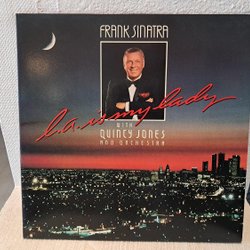 FRANK SINATRA
L.A. is my lady
WITH
QUINCY JONES
AND ORCHESTRA